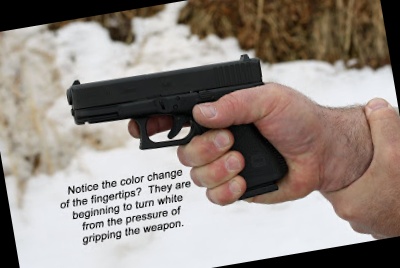 Notice the color change
of the fingertips?  They are
beginning to turn white
from the pressure of
gripping the weapon.